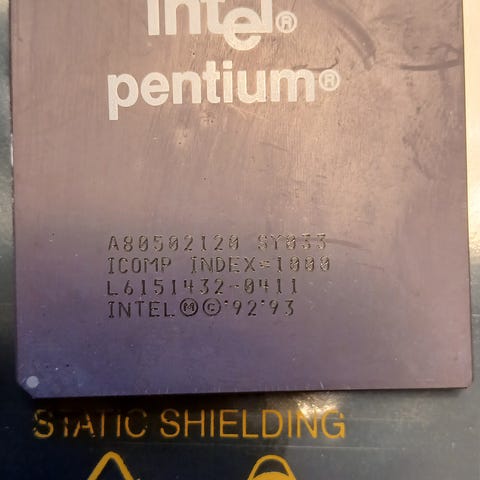 intel®
pentium®
A80502120 SY033
ICOMP INDEX=1000
L6151432-0411
INTEL Ⓜ©'92'93
STATIC SHIELDING